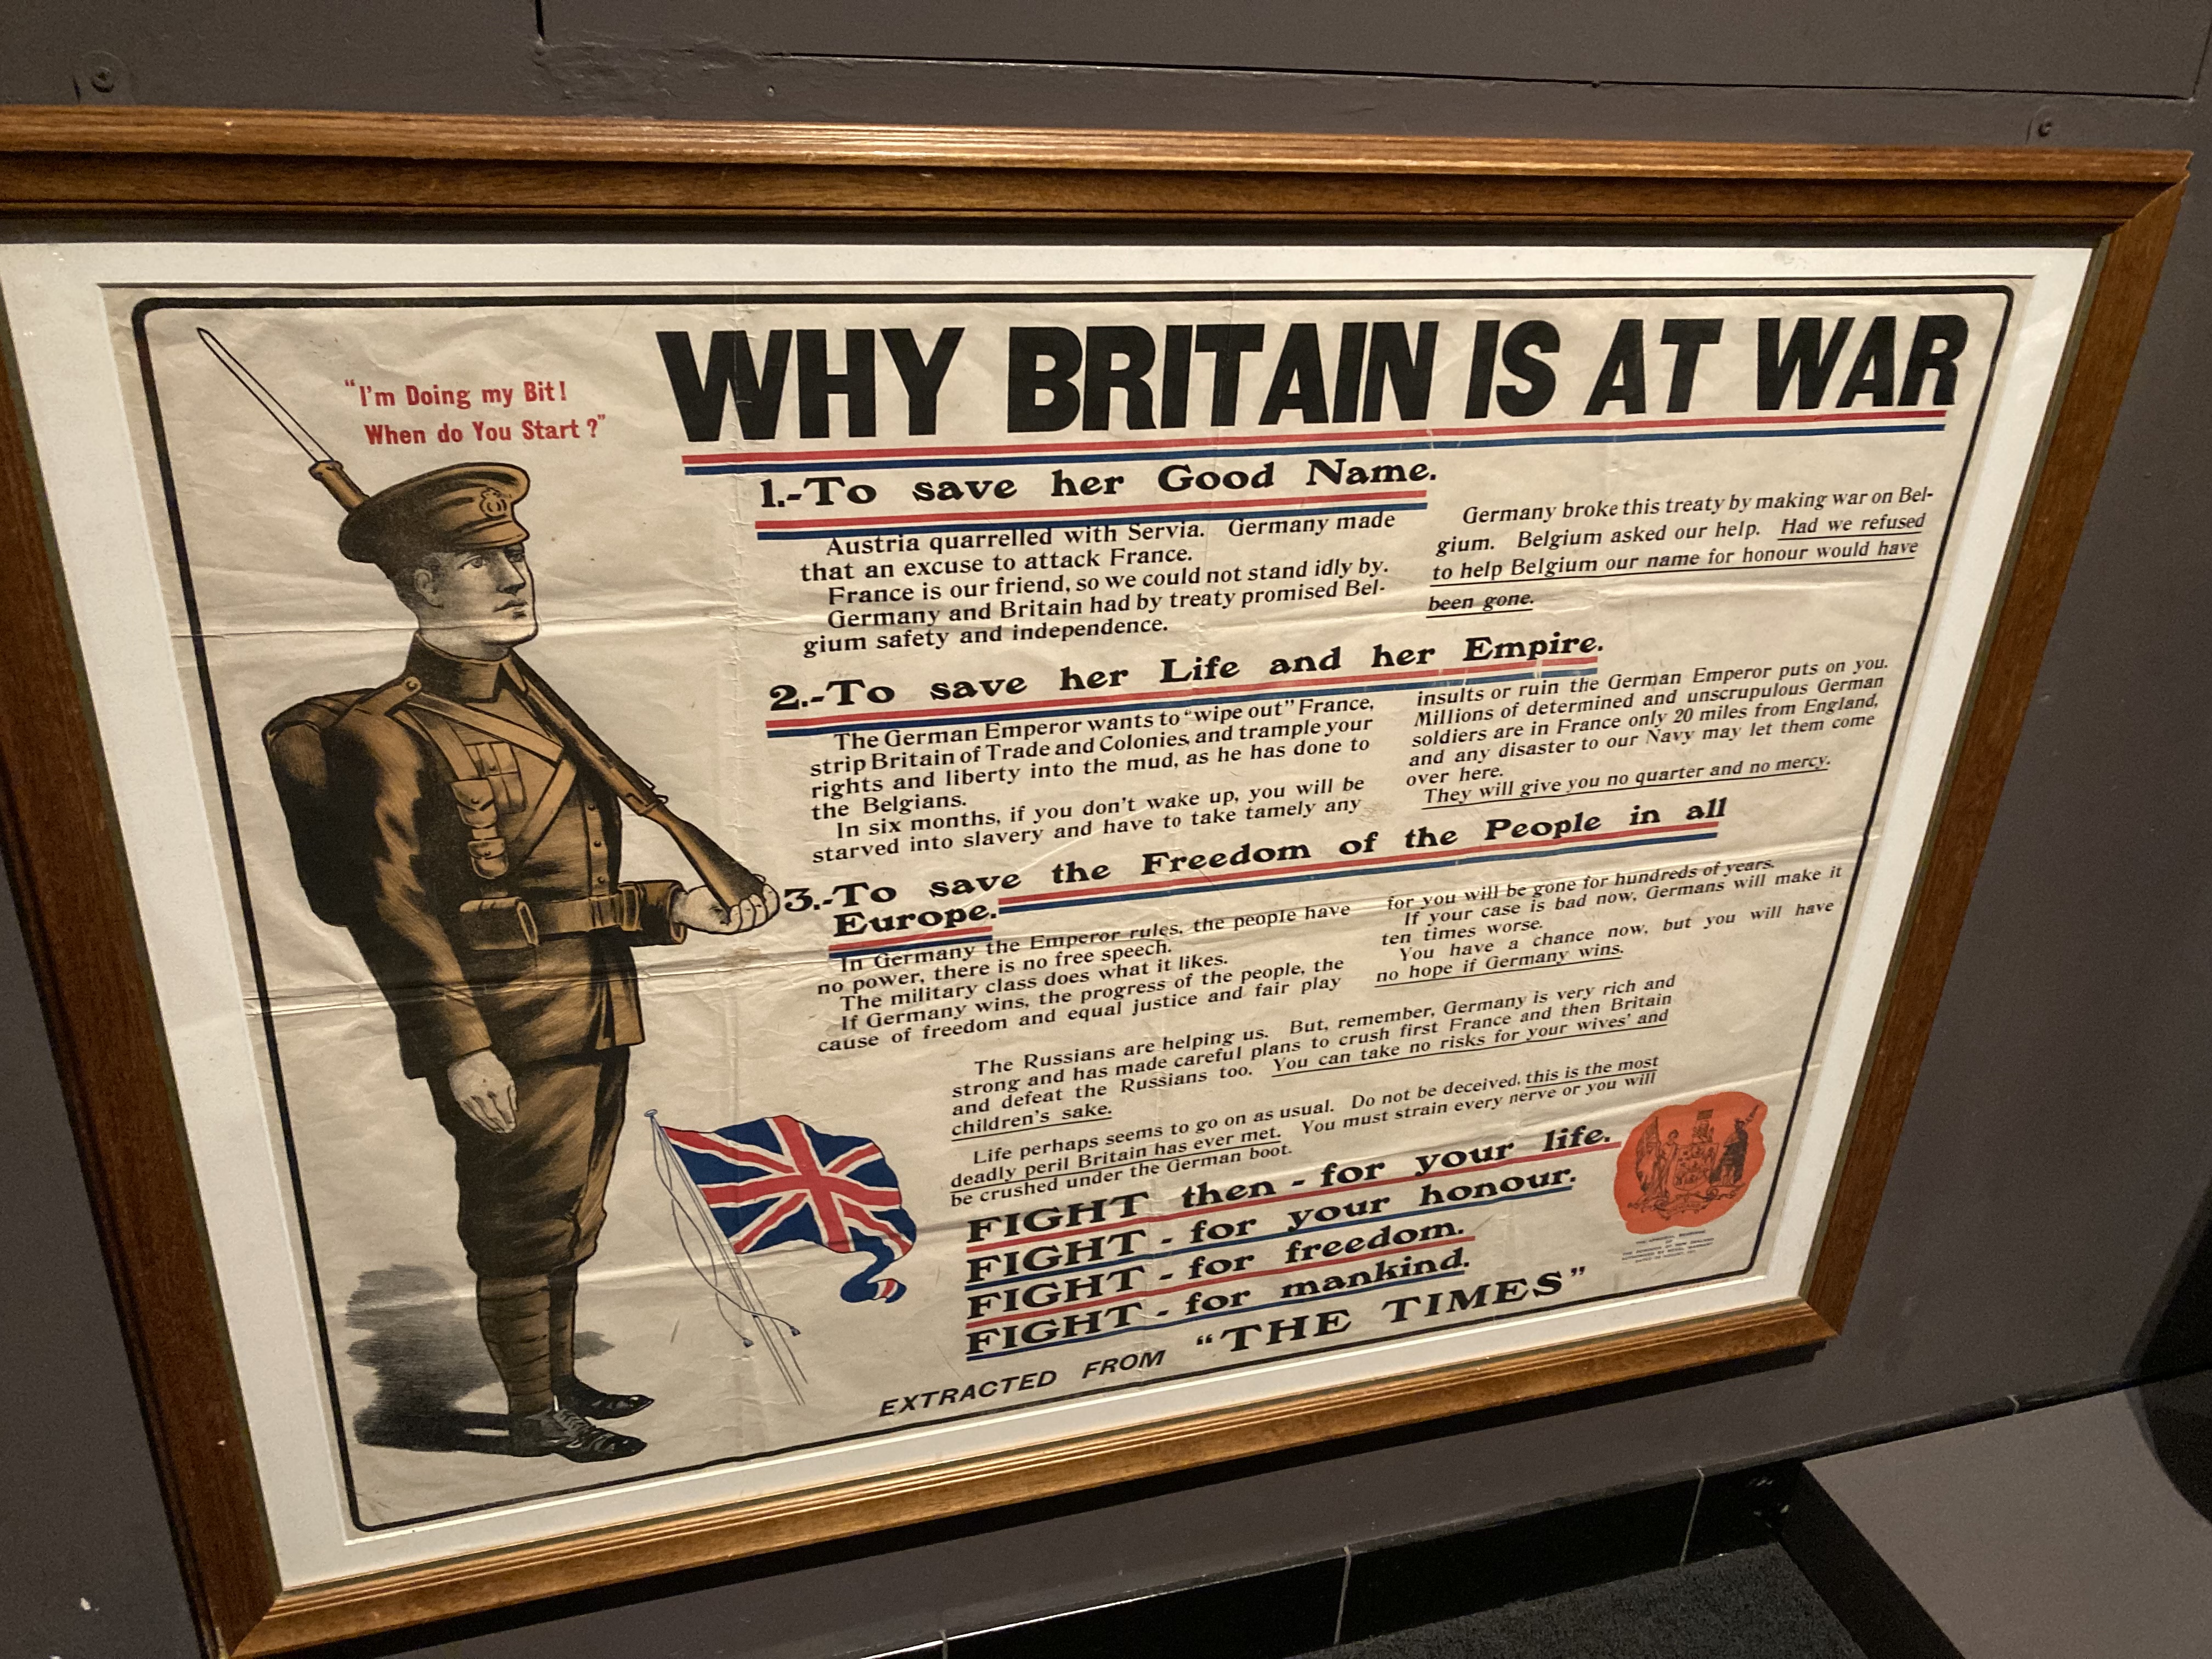 "I'm Doing my Bit!
When do You Start?"
WHY BRITAIN IS AT WAR
1.-To save her Good Name.
Austria quarrelled with Servia. Germany made
that an excuse to attack France.
France is our friend, so we could not stand idly by.
Germany and Britain had by treaty promised Bel-
gium safety and independence.
Germany broke this treaty by making war on Bel-
gium. Belgium asked our help. Had we refused
to help Belgium our name for honour would have
been gone.
2.-To save her Life and her Empire.
The German Emperor wants to "wipe out" France,
strip Britain of Trade and Colonies, and trample your
rights and liberty into the mud, as he has done to
the Belgians.
In six months, if you don't wake up, you will be
starved into slavery and have to take tamely any
insults or ruin the German Emperor puts on you.
Millions of determined and unscrupulous German
soldiers are in France only 20 miles from England,
and any disaster to our Navy may let them come
over here.
They will give you no quarter and no mercy.
3.-To save the Freedom of the People in all
Europe.
In Germany the Emperor rules, the people have
no power, there is no free speech.
The military class does what it likes.
If Germany wins, the progress of the people, the
cause of freedom and equal justice and fair play
for you will be gone for hundreds of years.
If your case is bad now, Germans will make it
ten times worse.
You have a chance now, but you will have
no hope if Germany wins.
The Russians are helping us. But, remember, Germany is very rich and
strong and has made careful plans to crush first France and then Britain
and defeat the Russians too. You can take no risks for your wives' and
children's sake.
Life perhaps seems to go on as usual. Do not be deceived, this is the most
deadly peril Britain has ever met. You must strain every nerve or you will
be crushed under the German boot.
FIGHT then - for your life.
FIGHT - for your honour.
FIGHT - for freedom.
FIGHT - for mankind.
EXTRACTED FROM "THE TIMES"